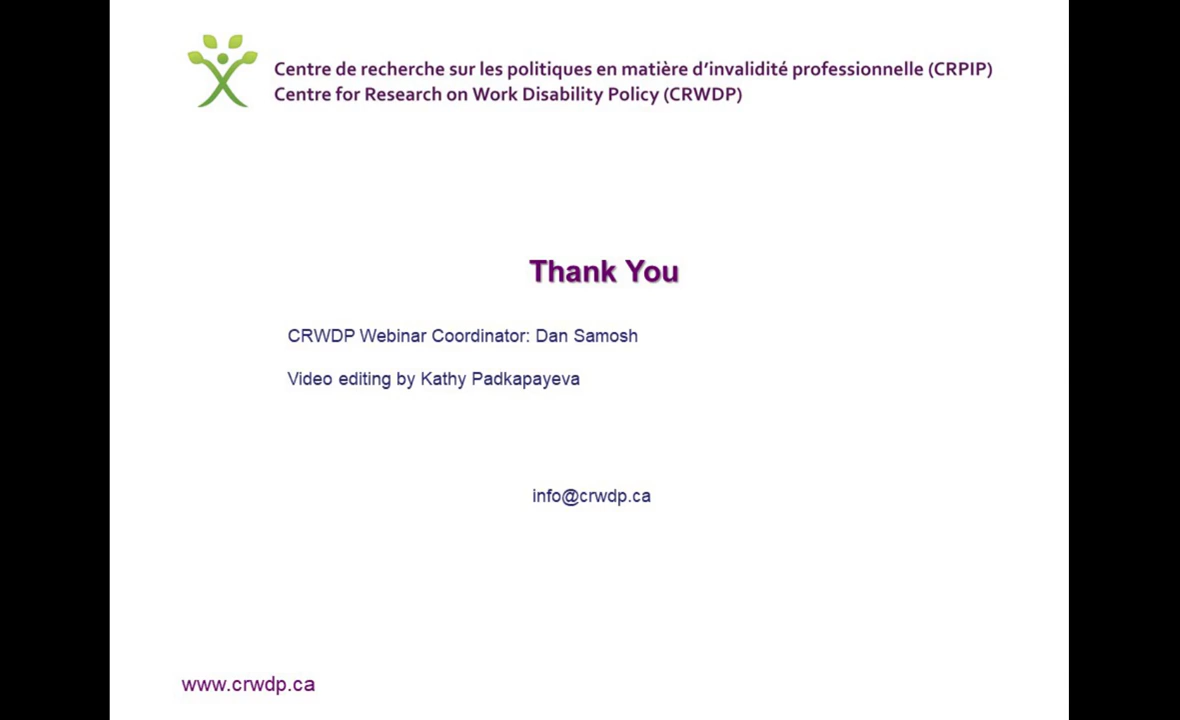 Centre de recherche sur les politiques en matière d’invalidité professionnelle (CRPIP)
Centre for Research on Work Disability Policy (CRWDP)
Thank You
CRWDP Webinar Coordinator: Dan Samosh
Video editing by Kathy Padkapayeva
info@crwdp.ca
www.crwdp.ca